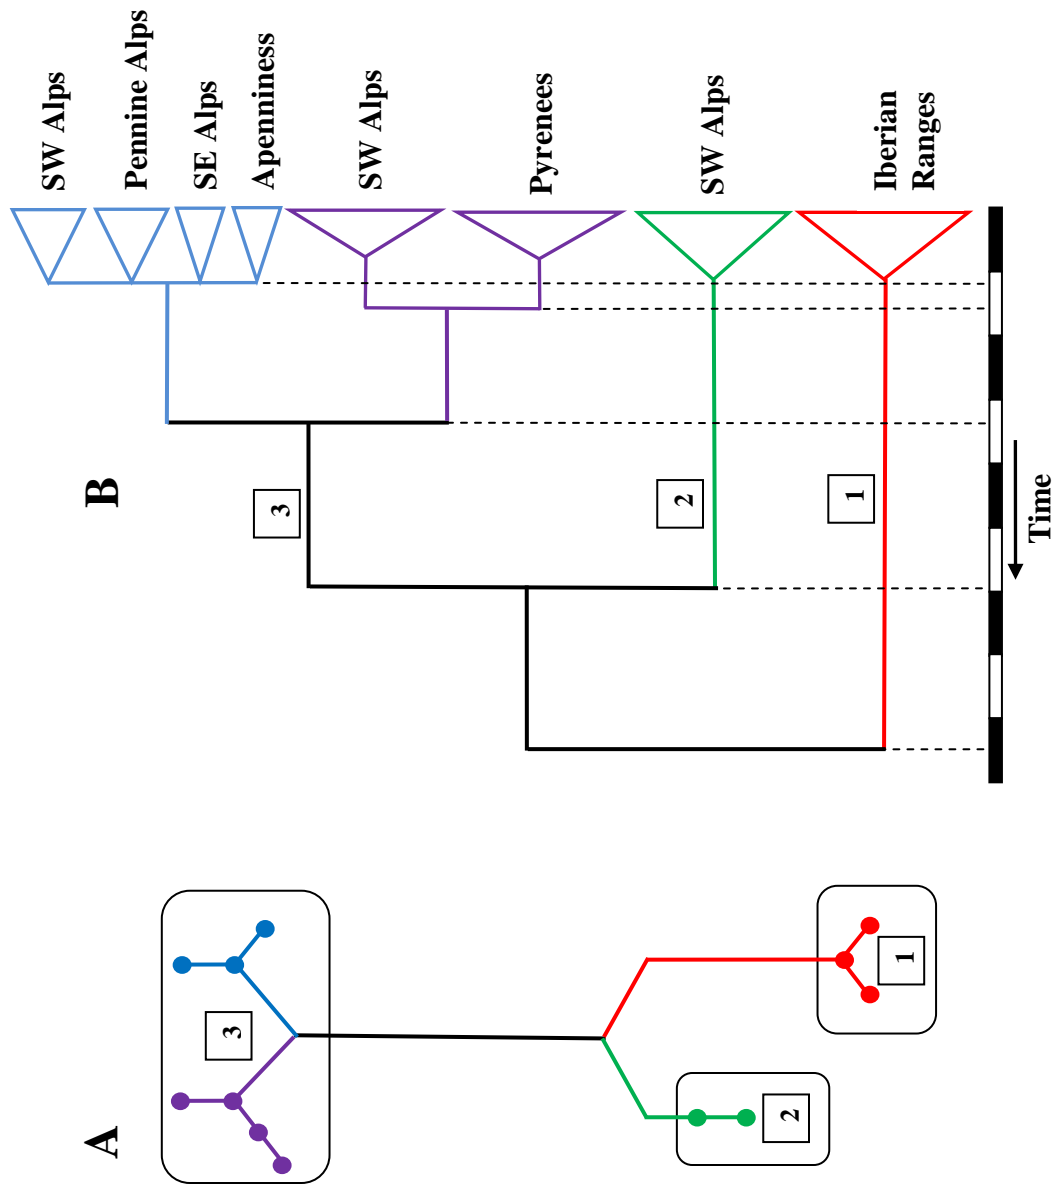 A
3
2
1
B
3
2
1
SW Alps
Pennine Alps
SE Alps
Apenniness
SW Alps
Pyrenees
SW Alps
Iberian
Ranges
Time